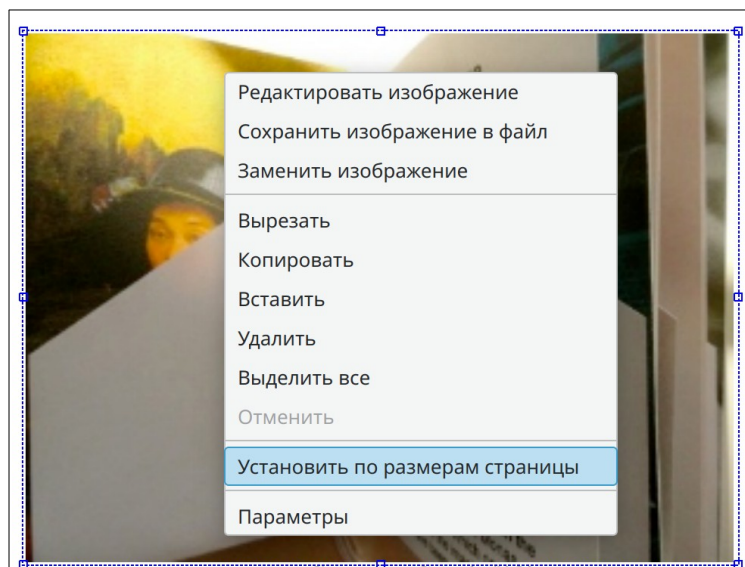 Редактировать изображение
Сохранить изображение в файл
Заменить изображение
Вырезать
Копировать
Вставить
Удалить
Выделить все
Отменить
Установить по размерам страницы
Параметры
the